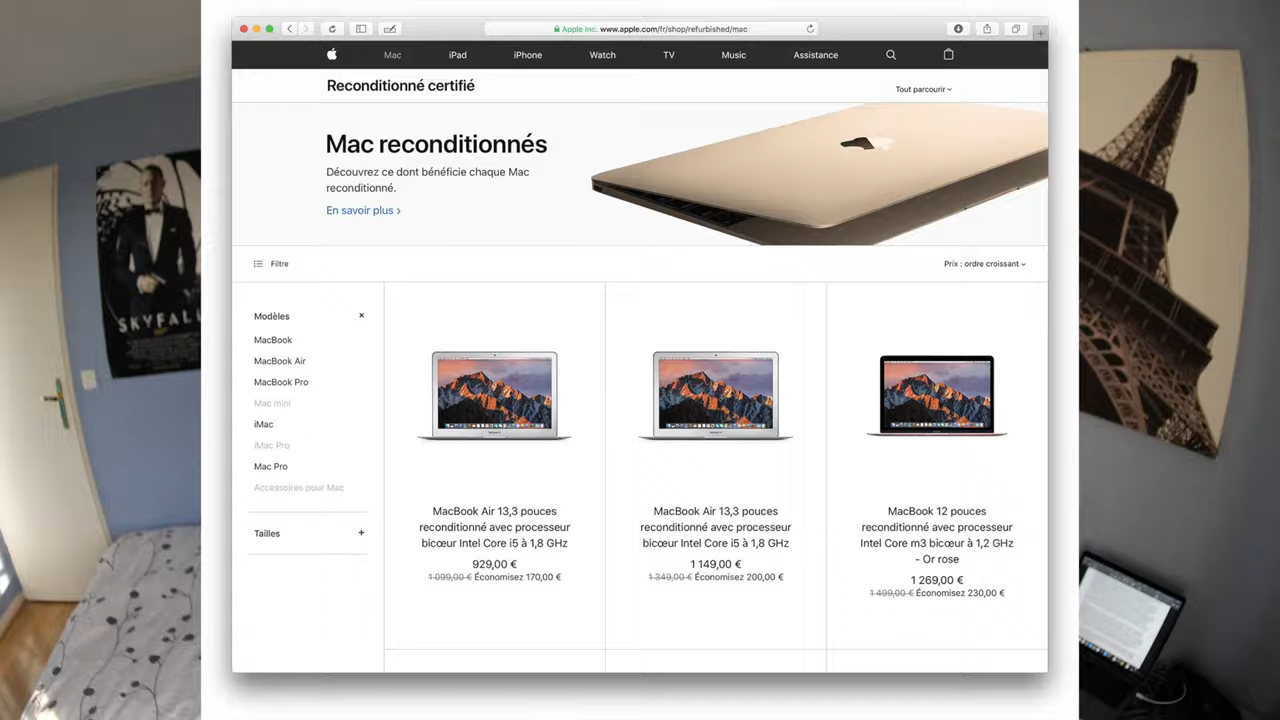 Apple Inc. www.apple.com/fr/shop/refurbished/mac
Mac iPad iPhone Watch TV Music Assistance
Reconditionné certifié
Tout parcourir
Mac reconditionnés
Découvrez ce dont bénéficie chaque Mac
reconditionné.
En savoir plus ›
Filtre
Prix : ordre croissant
Modèles
MacBook
MacBook Air
MacBook Pro
Mac mini
iMac
iMac Pro
Mac Pro
Accessoires pour Mac
Tailles
MacBook Air 13,3 pouces
reconditionné avec processeur
bicœur Intel Core i5 à 1,8 GHz
929,00 €
1 099,00 € Économisez 170,00 €
MacBook Air 13,3 pouces
reconditionné avec processeur
bicœur Intel Core i5 à 1,8 GHz
1 149,00 €
1 349,00 € Économisez 200,00 €
MacBook 12 pouces
reconditionné avec processeur
Intel Core m3 bicœur à 1,2 GHz
- Or rose
1 269,00 €
1 499,00 € Économisez 230,00 €
SKYFALL